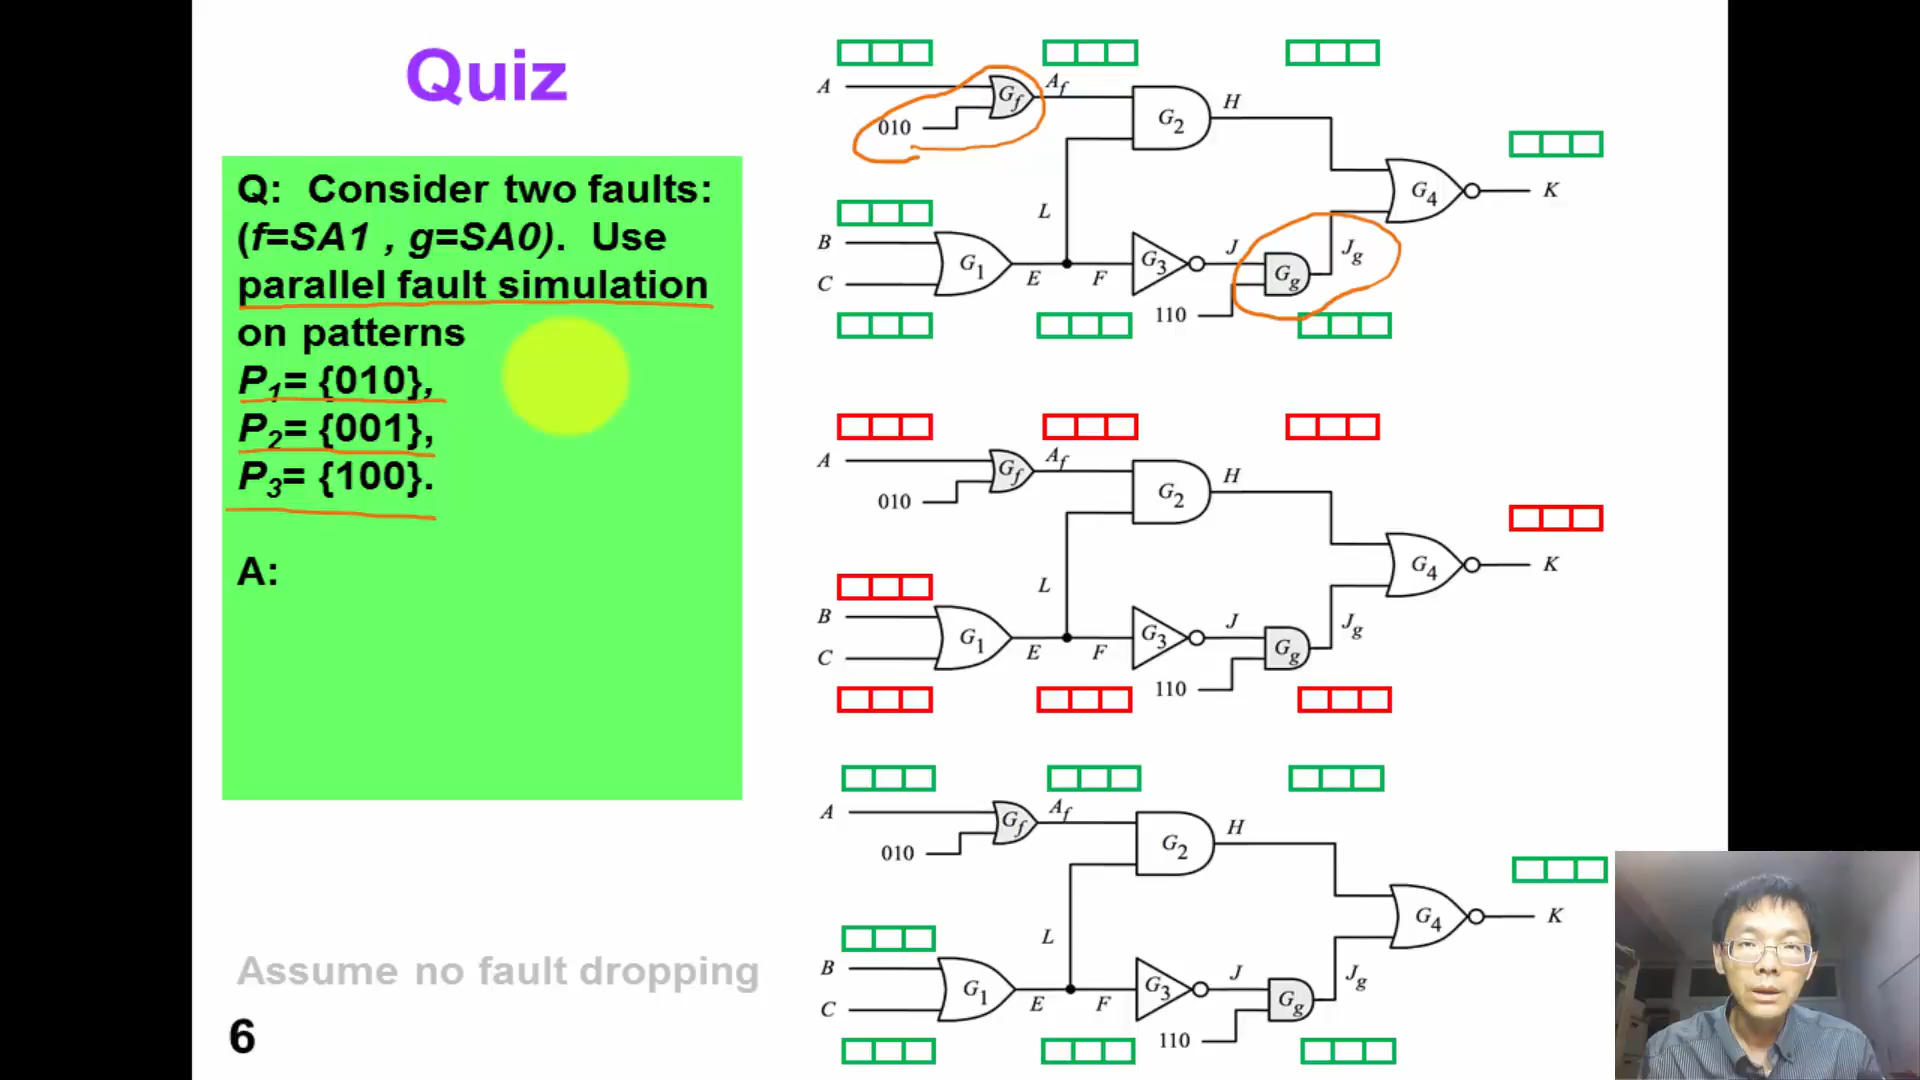 Quiz
Q: Consider two faults:
(f=SA1 , g=SA0). Use
parallel fault simulation
on patterns
P1= {010},
P2= {001},
P3= {100}.
A:
Assume no fault dropping
6
A
Gf
Af
010
G2
H
G4
K
L
B
C
G1
E
F
G3
J
Gg
Jg
110
A
Gf
Af
010
G2
H
G4
K
L
B
C
G1
E
F
G3
J
Gg
Jg
110
A
Gf
Af
010
G2
H
G4
K
L
B
C
G1
E
F
G3
J
Gg
Jg
110